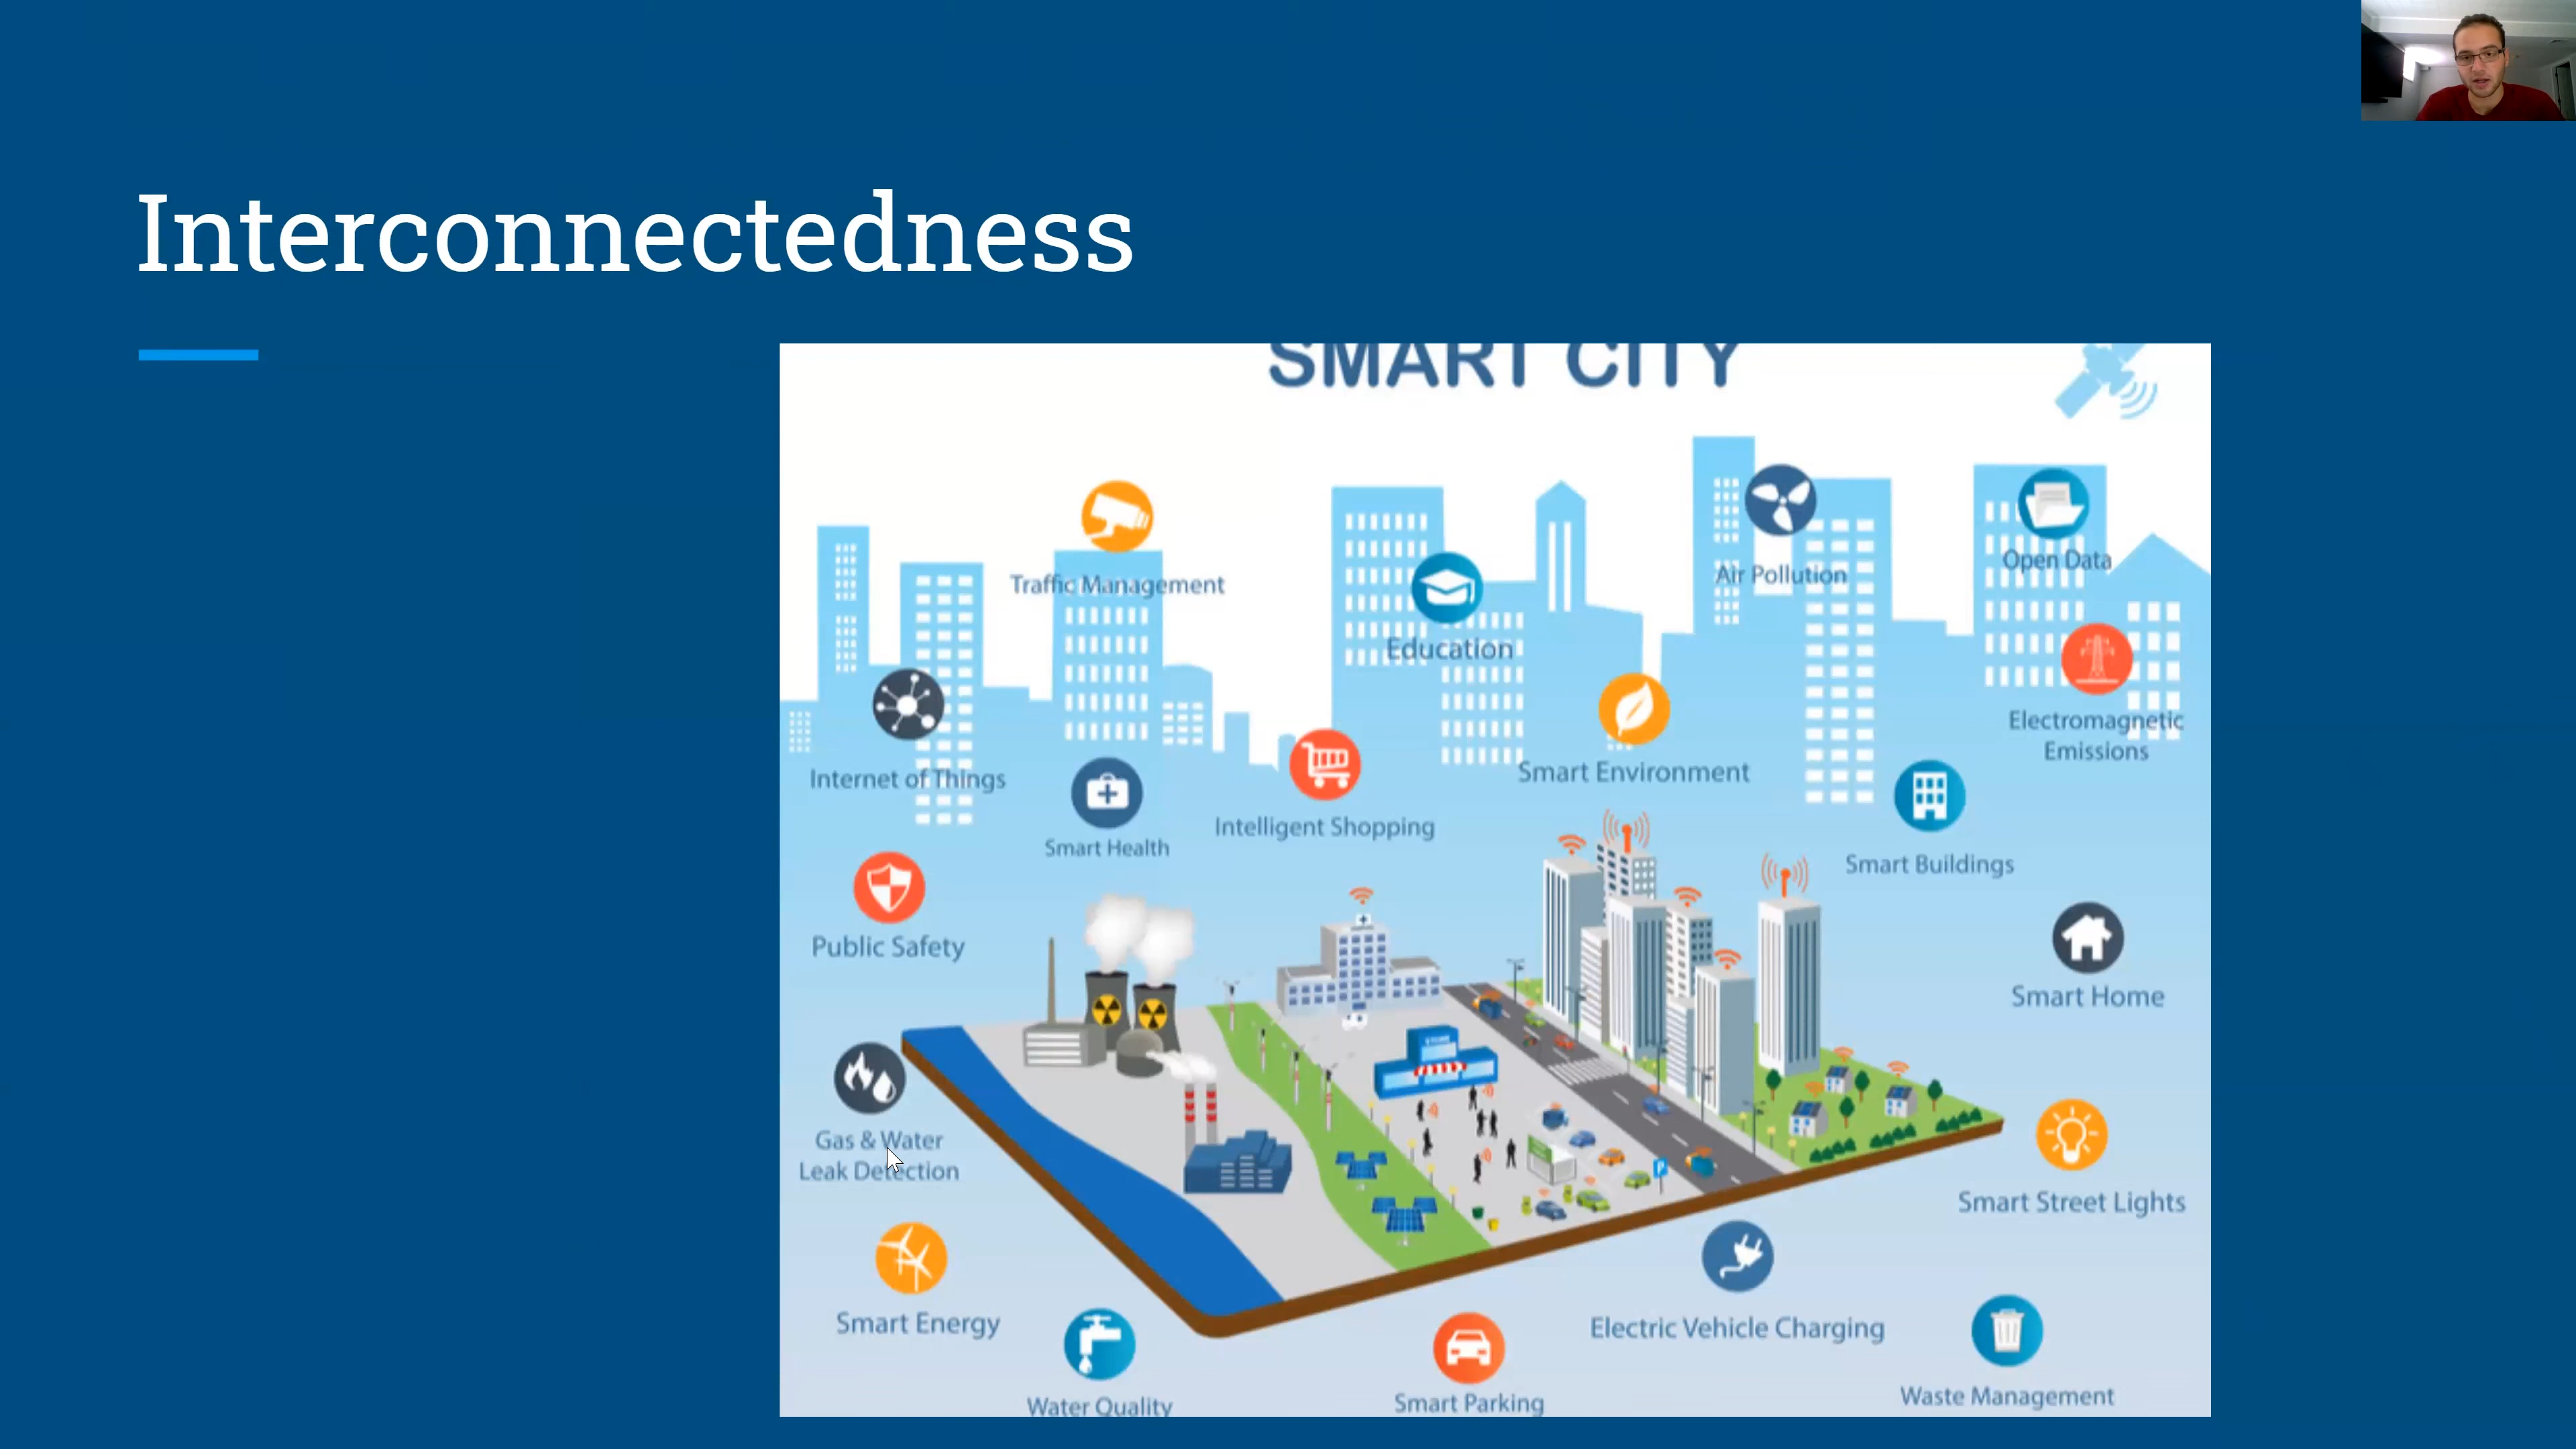 Interconnectedness
SMART CITY
Traffic Management
Education
Air Pollution
Open Data
Internet of Things
Smart Health
Intelligent Shopping
Smart Environment
Electromagnetic
Emissions
Smart Buildings
Public Safety
Smart Home
Gas & Water
Leak Detection
Smart Street Lights
Smart Energy
Water Quality
Smart Parking
Electric Vehicle Charging
Waste Management
P